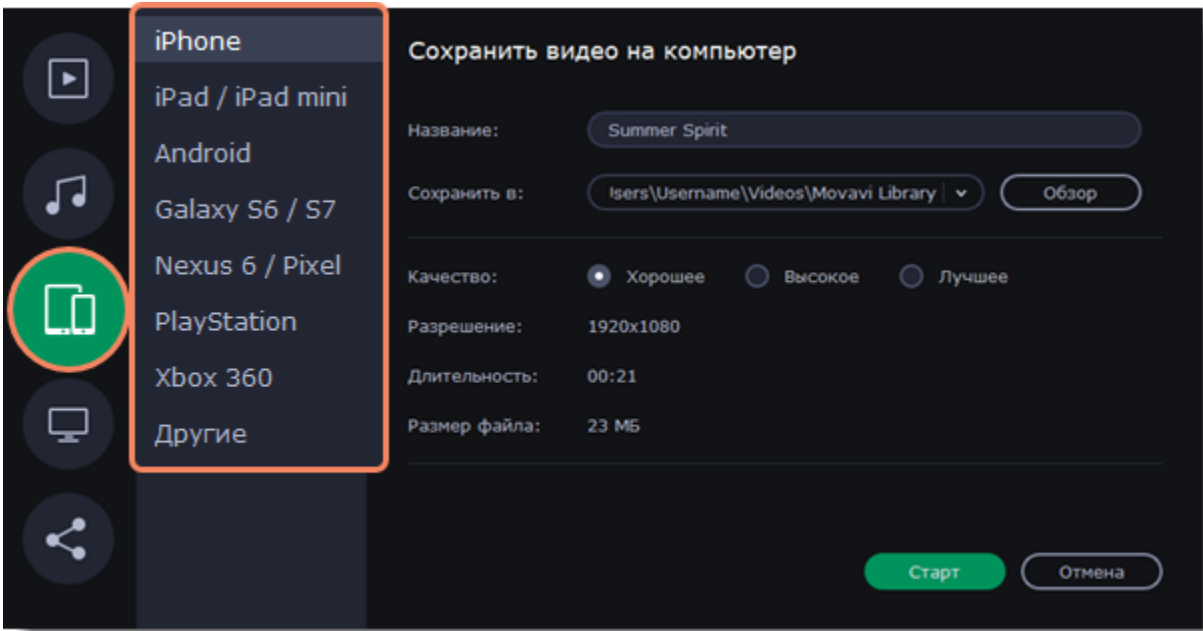 iPhone
iPad / iPad mini
Android
Galaxy S6 / S7
Nexus 6 / Pixel
PlayStation
Xbox 360
Другие
Сохранить видео на компьютер
Название: Summer Spirit
Сохранить в: sers\Username\Videos\Movavi Library Обзор
Качество: Хорошее Высокое Лучшее
Разрешение: 1920x1080
Длительность: 00:21
Размер файла: 23 МБ
Старт Отмена